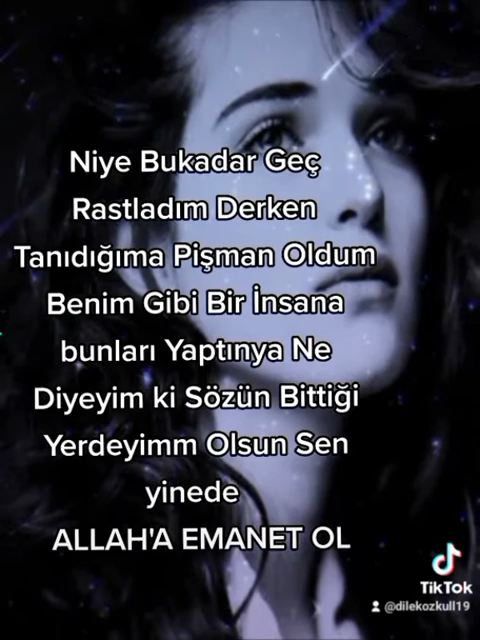 Niye Bukadar Geç
Rastladım Derken
Tanıdığıma Pişman Oldum
Benim Gibi Bir İnsana
bunları Yaptınya Ne
Diyeyim ki Sözün Bittiği
Yerdeyimm Olsun Sen
yinede
ALLAH'A EMANET OL
TikTok
@dilekozkull19